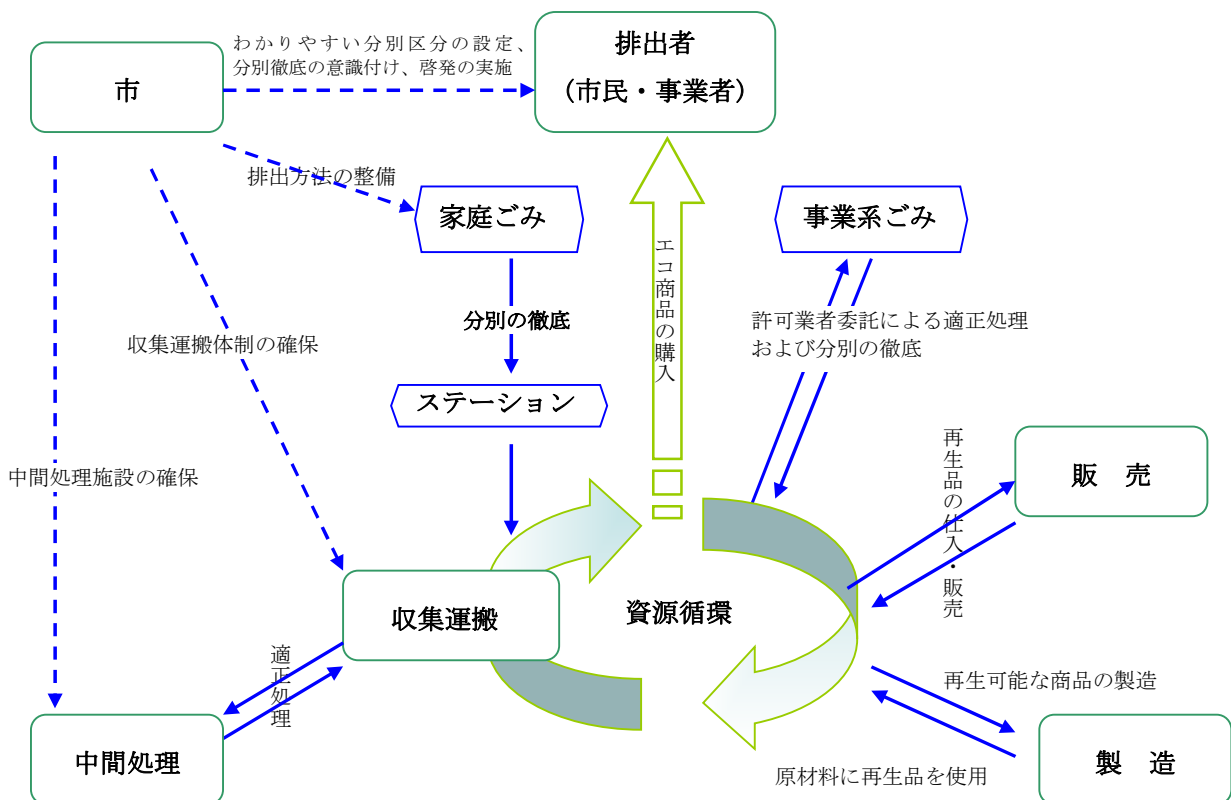 わかりやすい分別区分の設定、
分別徹底の意識付け、啓発の実施
排出者
(市民・事業者)
市
排出方法の整備
家庭ごみ
事業系ごみ
エコ商品の購入
分別の徹底
許可業者委託による適正処理
および分別の徹底
収集運搬体制の確保
ステーション
再生品の仕入・販売
販 売
中間処理施設の確保
収集運搬
資源循環
適正処理
再生可能な商品の製造
中間処理
原材料に再生品を使用
製 造